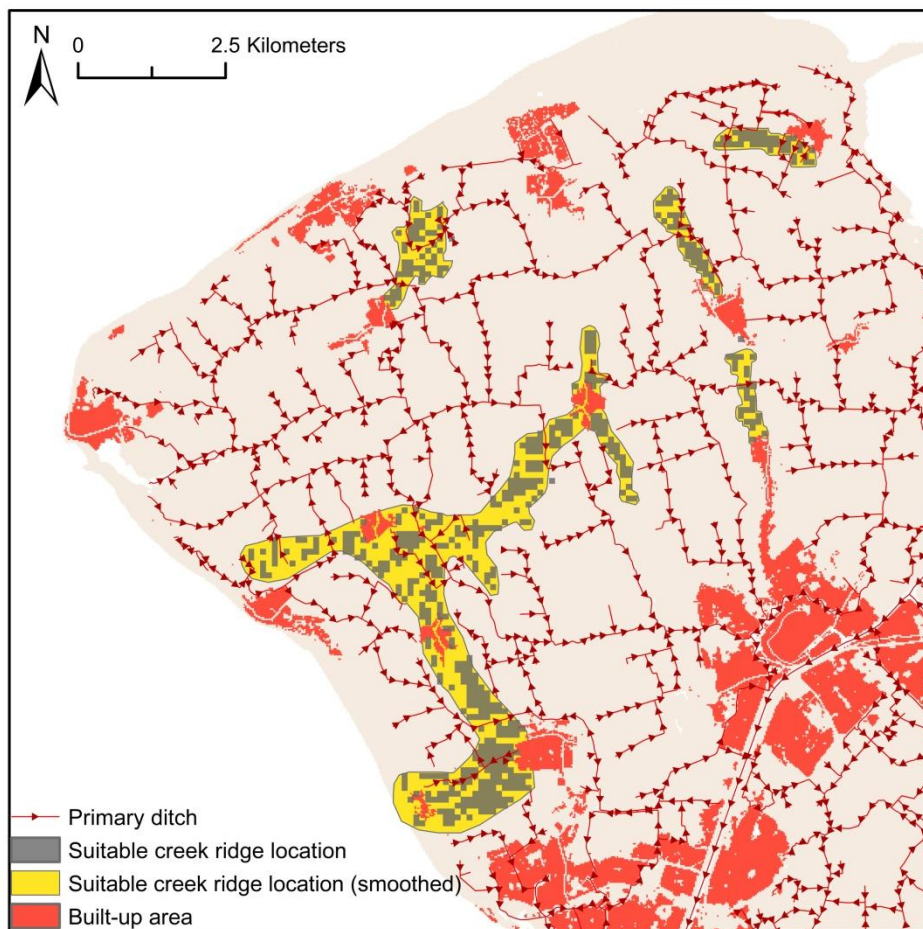 N
0 2.5 Kilometers
Primary ditch
Suitable creek ridge location
Suitable creek ridge location (smoothed)
Built-up area